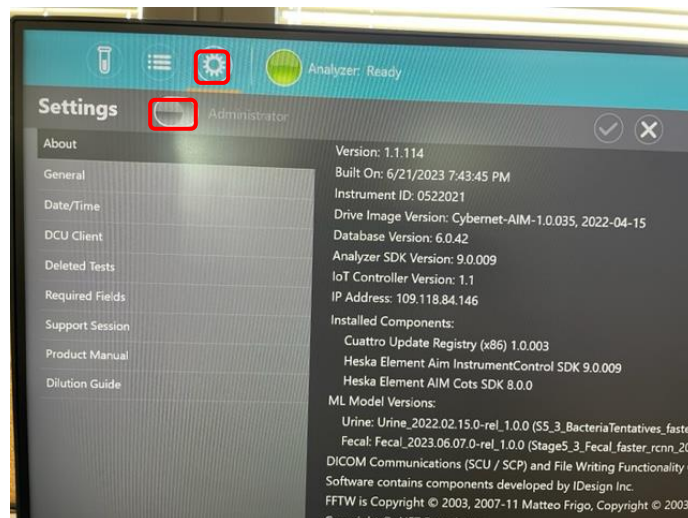 Analyzer: Ready
Settings
Administrator
About
General
Date/Time
DCU Client
Deleted Tests
Required Fields
Support Session
Product Manual
Dilution Guide
Version: 1.1.114
Built On: 6/21/2023 7:43:45 PM
Instrument ID: 0522021
Drive Image Version: Cybernet-AIM-1.0.035, 2022-04-15
Database Version: 6.0.42
Analyzer SDK Version: 9.0.009
IoT Controller Version: 1.1
IP Address: 109.118.84.146
Installed Components:
Cuattro Update Registry (x86) 1.0.003
Heska Element Aim InstrumentControl SDK 9.0.009
Heska Element AIM Cots SDK 8.0.0
ML Model Versions:
Urine: Urine_2022.02.15.0-rel_1.0.0 (S5_3_BacteriaTentatives_faste
Fecal: Fecal_2023.06.07.0-rel_1.0.0 (Stage5_3_Fecal_faster_rcnn_20
DICOM Communications (SCU / SCP) and File Writing Functionality
Software contains components developed by IDesign Inc.
FFTW is Copyright © 2003, 2007-11 Matteo Frigo, Copyright © 2003